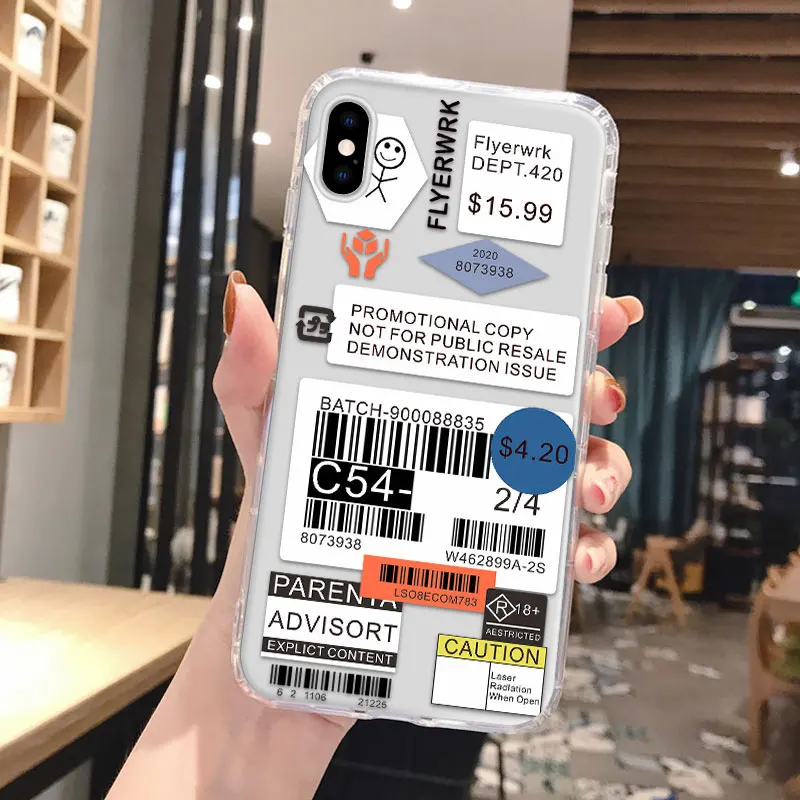 FLYERWRK
Flyerwrk
DEPT.420
$15.99
2020
8073938
PROMOTIONAL COPY
NOT FOR PUBLIC RESALE
DEMONSTRATION ISSUE
BATCH-900088835
$4.20
C54-
2/4
8073938
W462899A-2S
LSO8ECOM783
PARENTA
ADVISORT
EXPLICT CONTENT
6 2 1106 21225
R 18+
AESTRICTED
CAUTION
Laser
Radlation
When Open